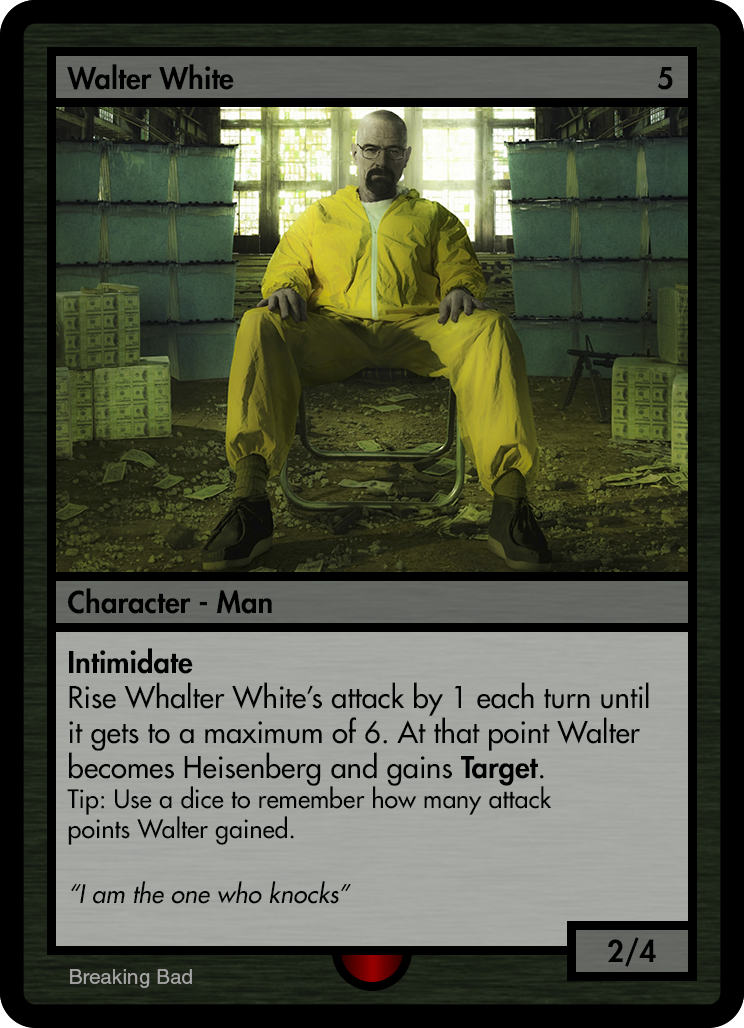 Walter White 5
Character - Man
Intimidate
Rise Whalter White's attack by 1 each turn until
it gets to a maximum of 6. At that point Walter
becomes Heisenberg and gains Target.
Tip: Use a dice to remember how many attack
points Walter gained.
“I am the one who knocks”
2/4
Breaking Bad